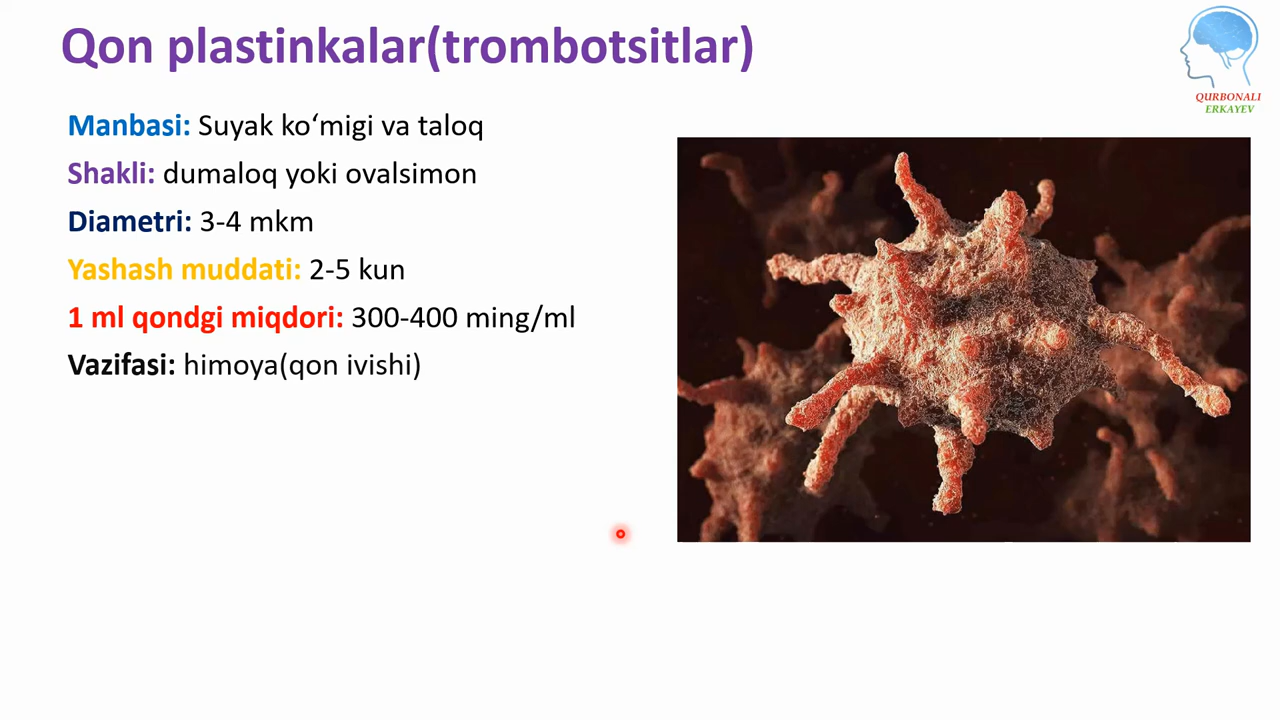 Qon plastinkalar(trombotsitlar)
QURBONALI
ERKAYEV
Manbasi: Suyak ko‘migi va taloq
Shakli: dumaloq yoki ovalsimon
Diametri: 3-4 mkm
Yashash muddati: 2-5 kun
1 ml qondgi miqdori: 300-400 ming/ml
Vazifasi: himoya(qon ivishi)